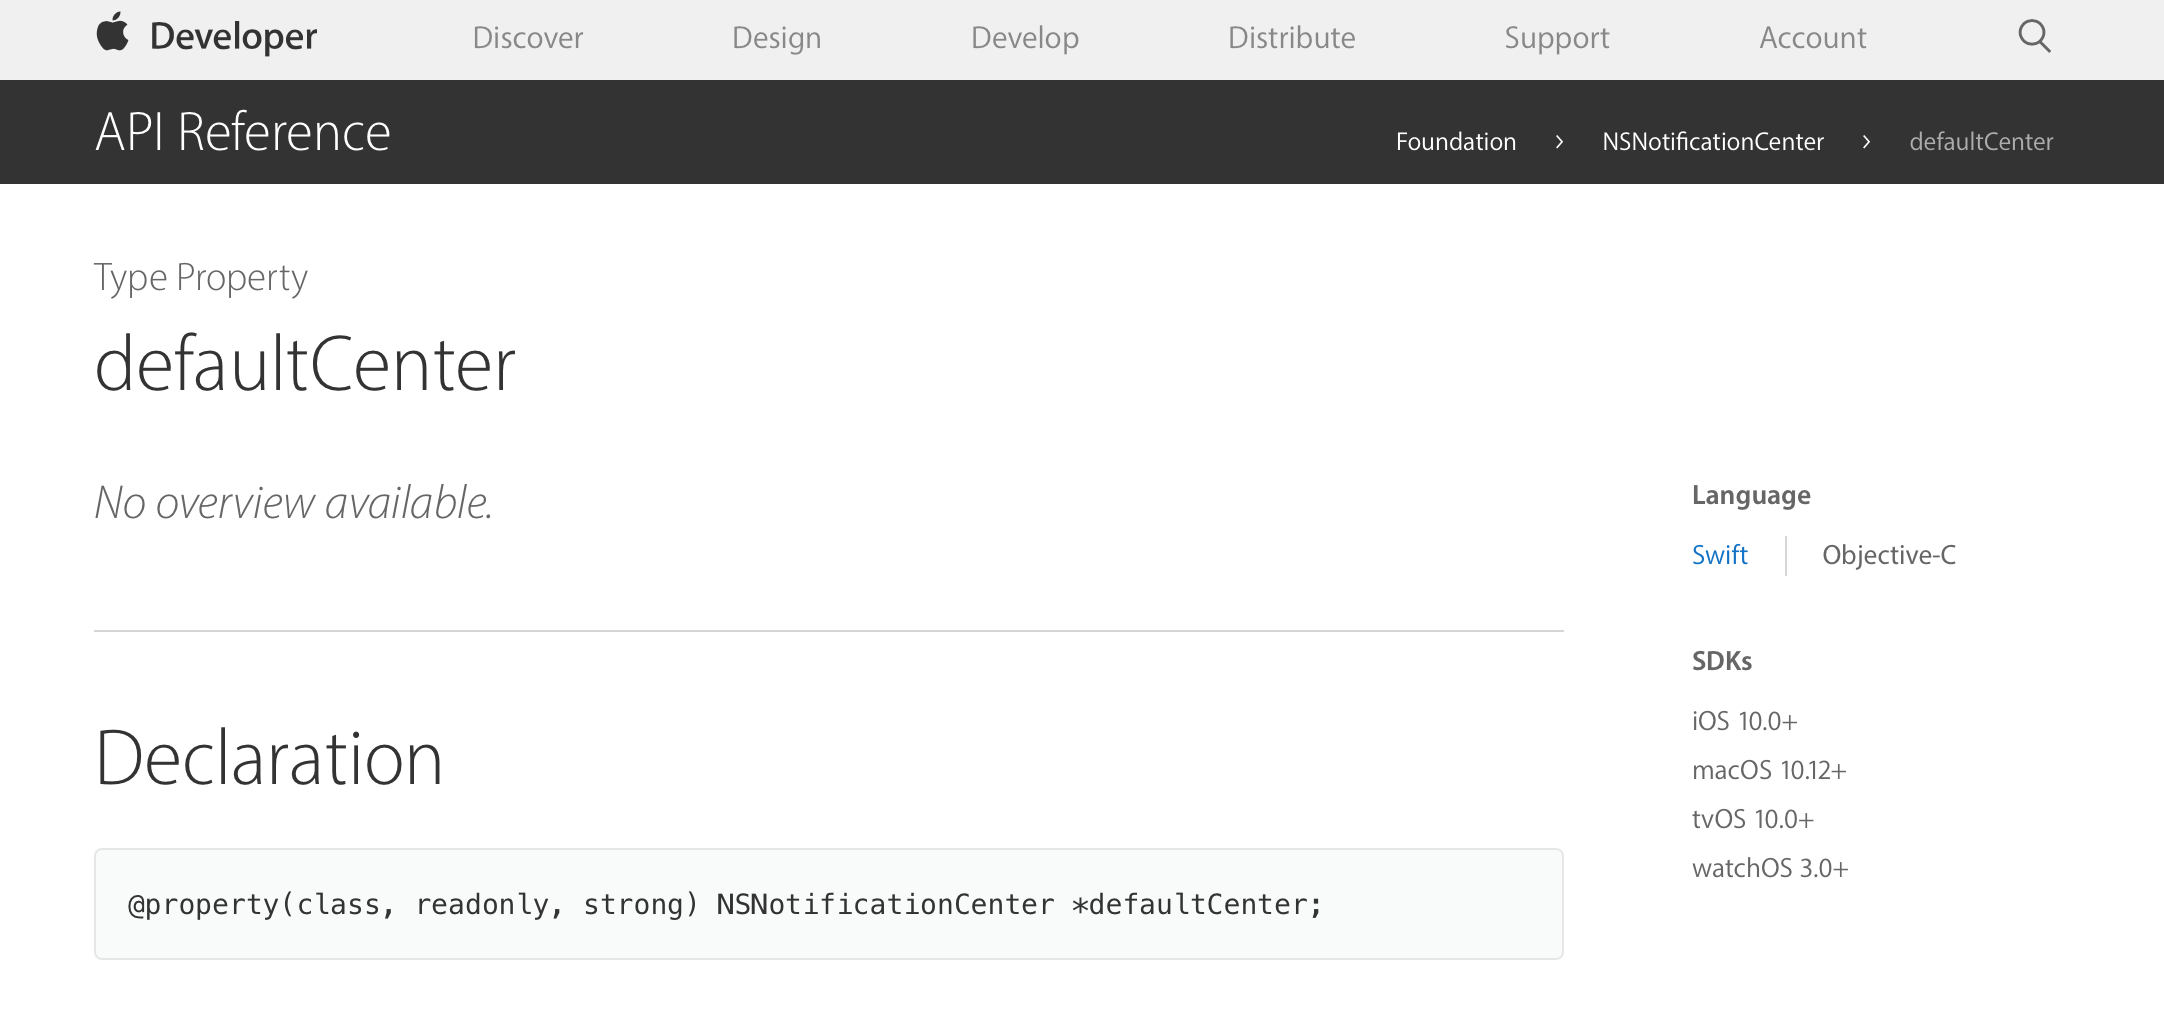 Developer Discover Design Develop Distribute Support Account
API Reference
Foundation > NSNotificationCenter > defaultCenter
Type Property
defaultCenter
No overview available.
Language
Swift Objective-C
SDKs
iOS 10.0+
macOS 10.12+
tvOS 10.0+
watchOS 3.0+
Declaration
@property(class, readonly, strong) NSNotificationCenter *defaultCenter;